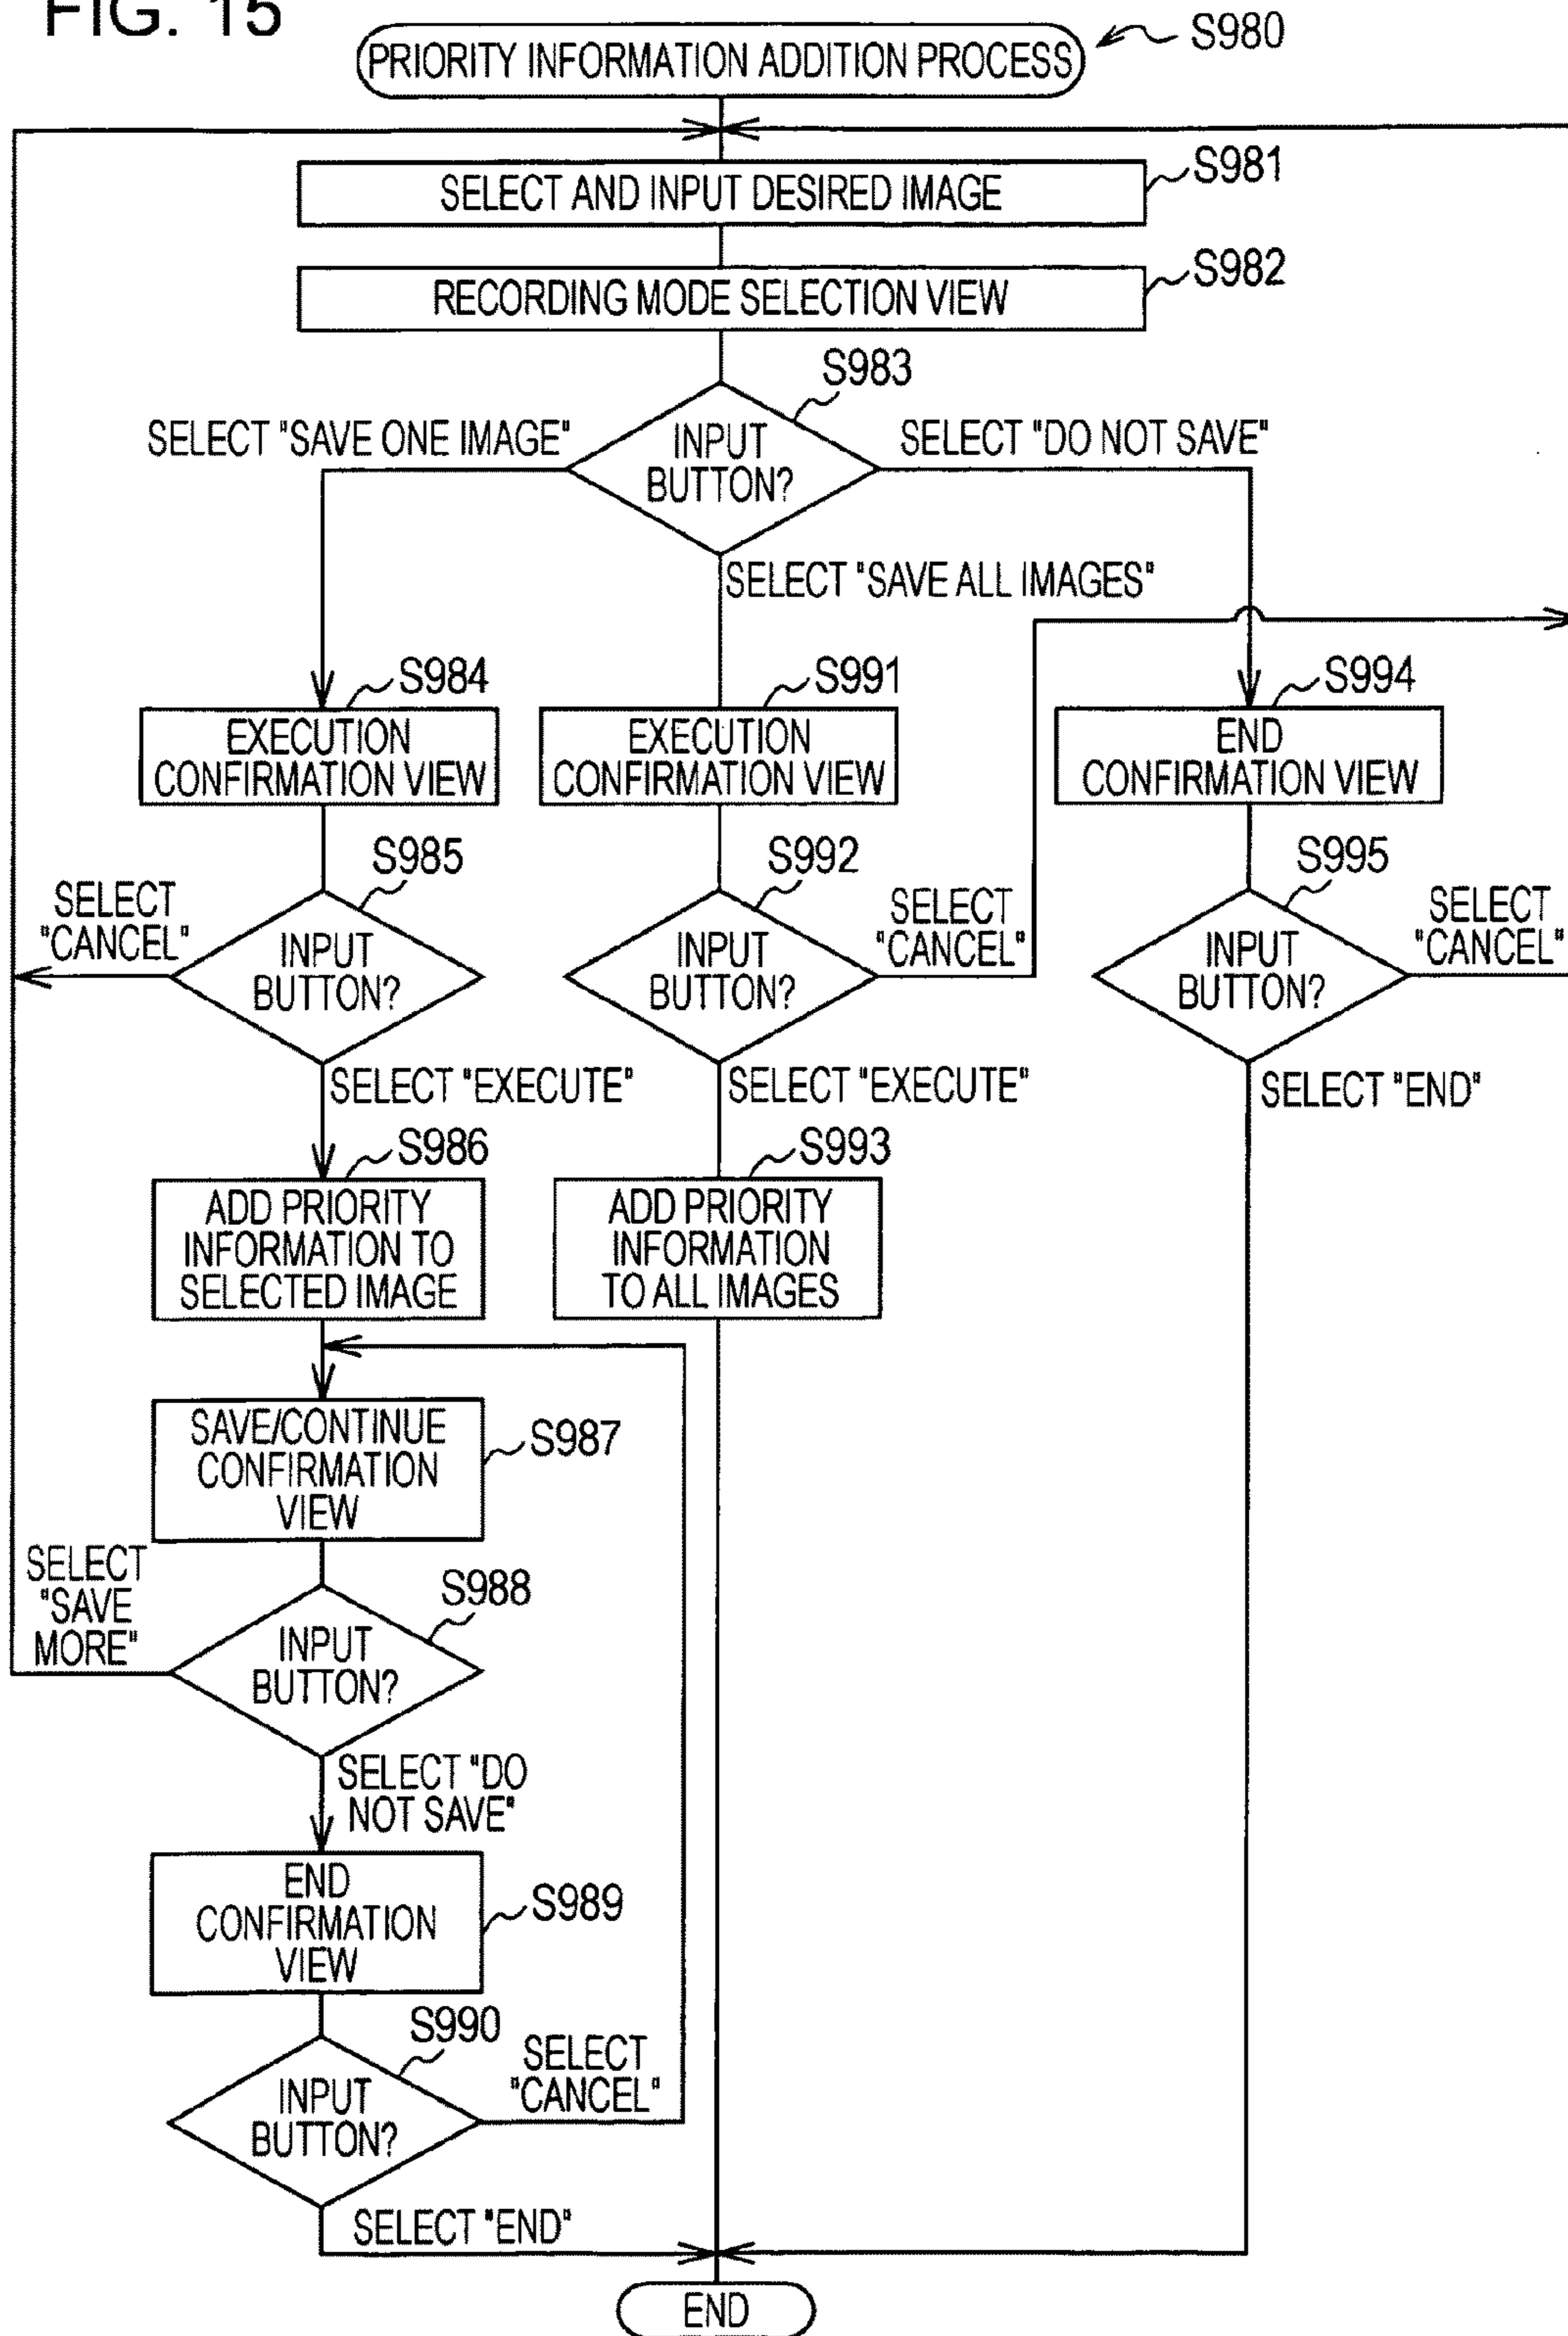 FIG. 15
PRIORITY INFORMATION ADDITION PROCESS
S980
SELECT AND INPUT DESIRED IMAGE
S981
RECORDING MODE SELECTION VIEW
S982
S983
SELECT "SAVE ONE IMAGE"
INPUT
BUTTON?
SELECT "DO NOT SAVE"
SELECT "SAVE ALL IMAGES"
S984
EXECUTION
CONFIRMATION VIEW
S991
EXECUTION
CONFIRMATION VIEW
S994
END
CONFIRMATION VIEW
S985
SELECT
"CANCEL"
INPUT
BUTTON?
S992
INPUT
BUTTON?
SELECT
"CANCEL"
S995
INPUT
BUTTON?
SELECT
"CANCEL"
SELECT "EXECUTE"
SELECT "EXECUTE"
SELECT "END"
S986
ADD PRIORITY
INFORMATION TO
SELECTED IMAGE
S993
ADD PRIORITY
INFORMATION
TO ALL IMAGES
SAVE/CONTINUE
CONFIRMATION
VIEW
S987
SELECT
"SAVE
MORE"
S988
INPUT
BUTTON?
SELECT "DO
NOT SAVE"
END
CONFIRMATION
VIEW
S989
S990
INPUT
BUTTON?
SELECT
"CANCEL"
SELECT "END"
END